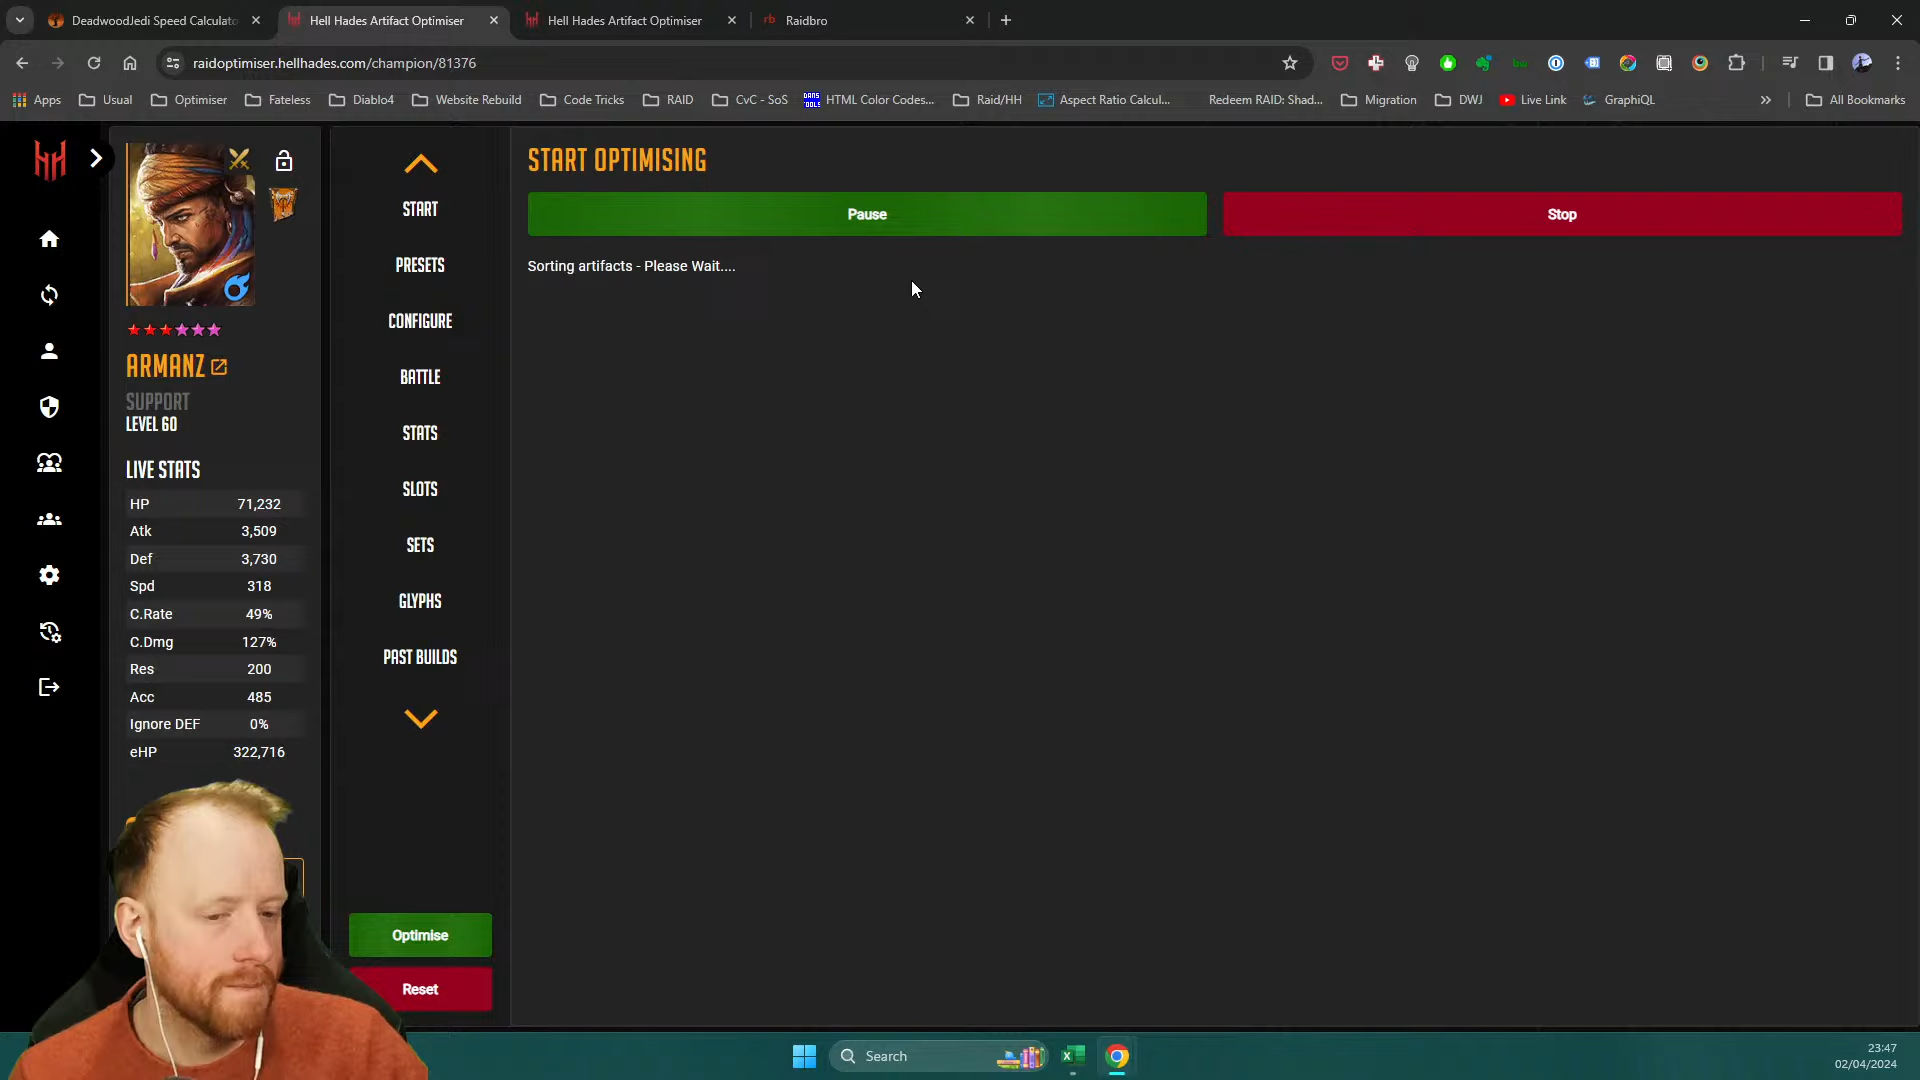 DeadwoodJedi Speed Calculato
Hell Hades Artifact Optimiser
Hell Hades Artifact Optimiser
Raidbro
raidoptimiser.hellhades.com/champion/81376
Apps
Usual
Optimiser
Fateless
Diablo4
Website Rebuild
Code Tricks
RAID
CvC - SoS
HTML Color Codes...
Raid/HH
Aspect Ratio Calcul...
Redeem RAID: Shad...
Migration
DWJ
Live Link
GraphiQL
All Bookmarks
START OPTIMISING
Pause
Stop
Sorting artifacts - Please Wait....
START
PRESETS
CONFIGURE
BATTLE
STATS
SLOTS
SETS
GLYPHS
PAST BUILDS
Optimise
Reset
ARMANZ
SUPPORT
LEVEL 60
LIVE STATS
HP 71,232
Atk 3,509
Def 3,730
Spd 318
C.Rate 49%
C.Dmg 127%
Res 200
Acc 485
Ignore DEF 0%
eHP 322,716
Search
23:47
02/04/2024